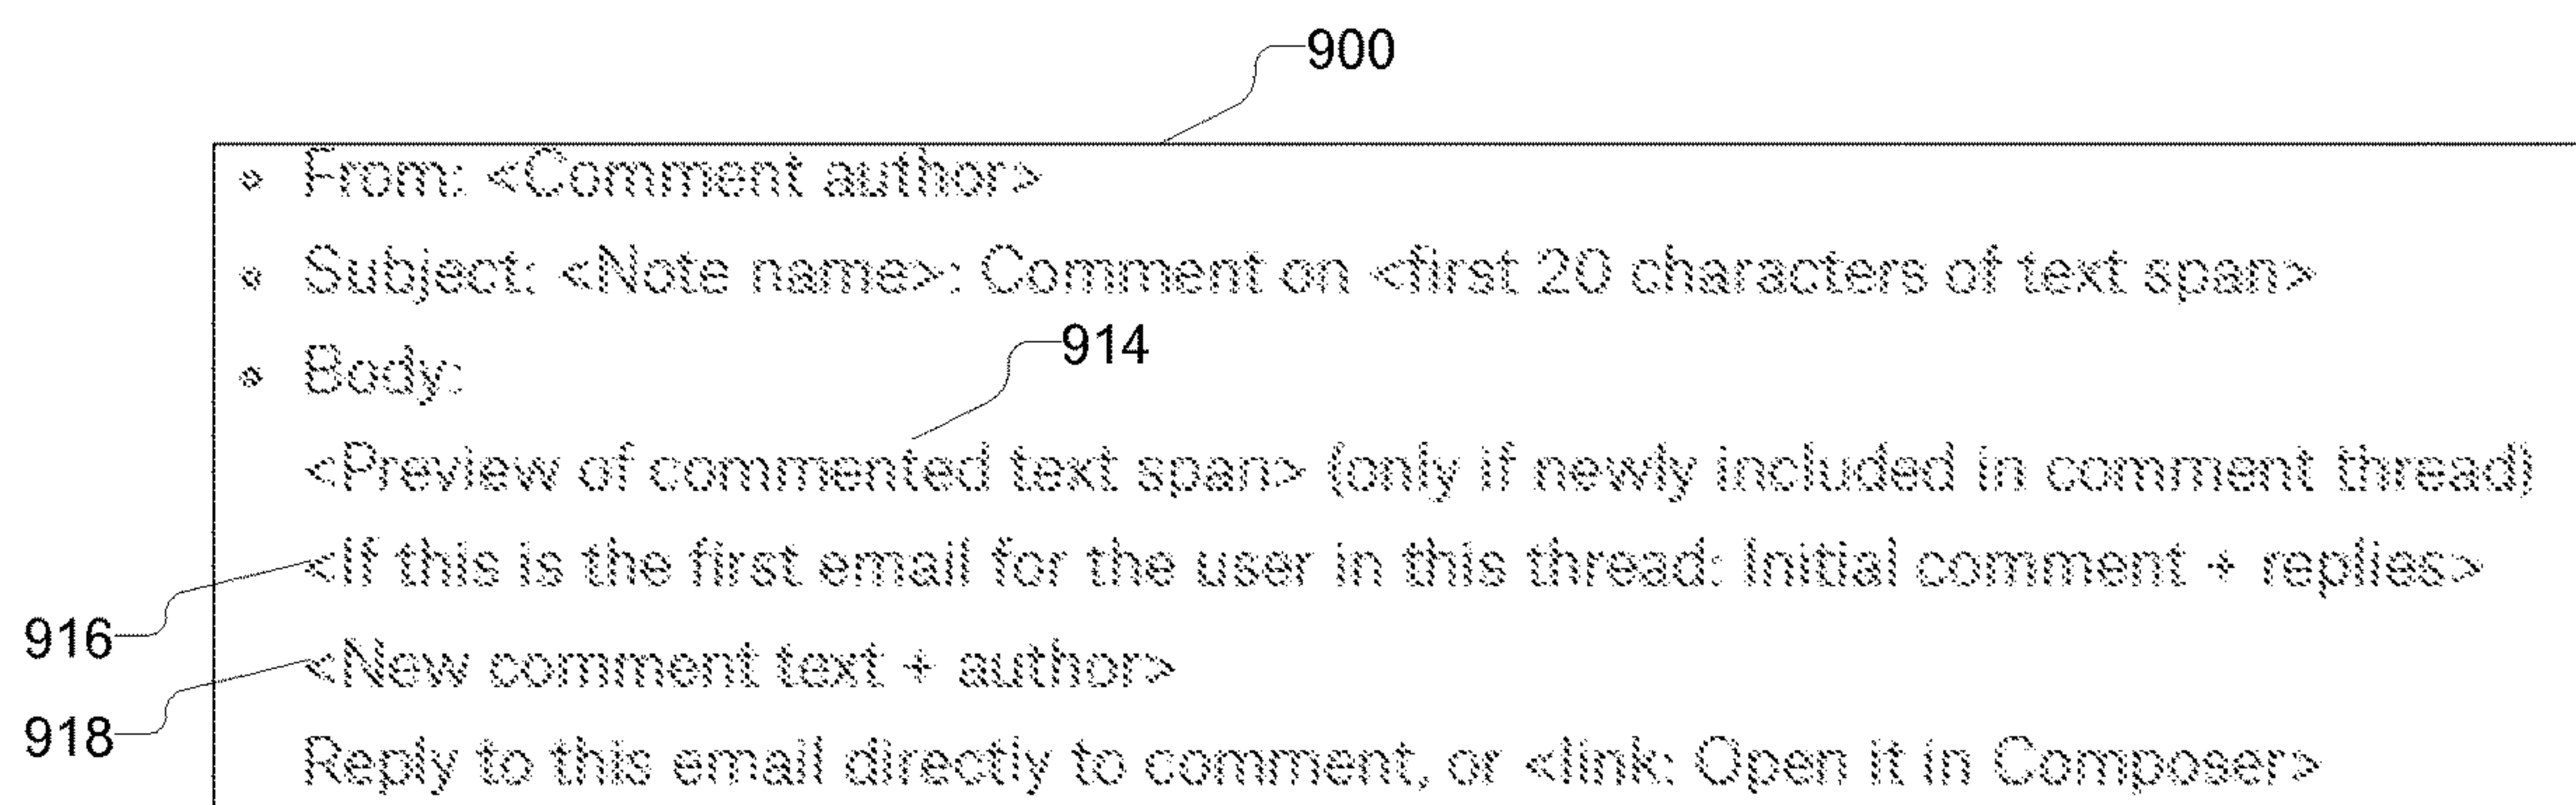 900
• From: <Comment author>
• Subject: <Note name>: Comment on <first 20 characters of text span>
914
• Body:
<Preview of commented text span> (only if newly included in comment thread)
<If this is the first email for the user in this thread: Initial comment + replies>
916
<New comment text + author>
918
Reply to this email directly to comment, or <link: Open it in Composer>